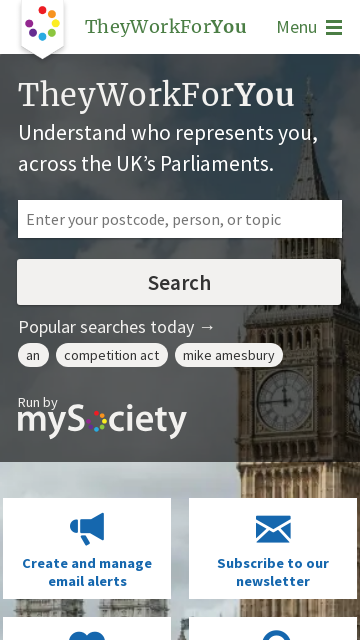 TheyWorkForYou
Menu
TheyWorkForYou
Understand who represents you,
across the UK’s Parliaments.
Enter your postcode, person, or topic
Search
Popular searches today →
an
competition act
mike amesbury
Run by
mySociety
Create and manage
email alerts
Subscribe to our
newsletter